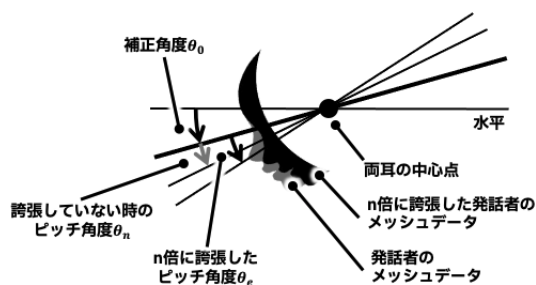 補正角度θ₀
水平
両耳の中心点
n倍に誇張した発話者の
メッシュデータ
発話者の
メッシュデータ
誇張していない時の
ピッチ角度θₙ
n倍に誇張した
ピッチ角度θₑ